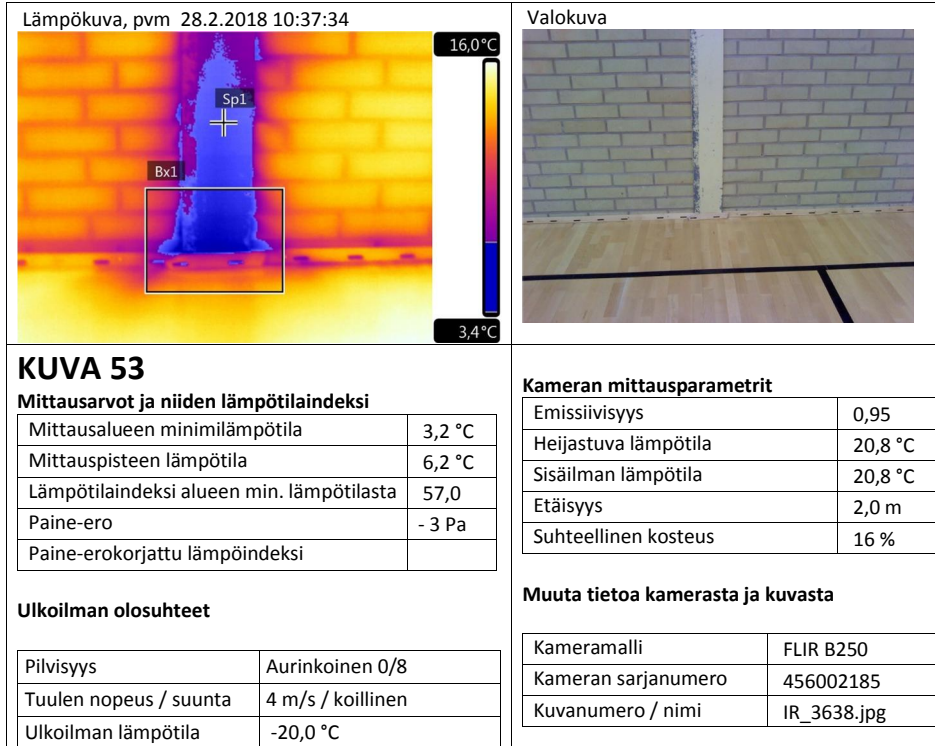 Lämpökuva, pvm 28.2.2018 10:37:34
16,0°C
Sp1
Bx1
3,4°C
Valokuva
KUVA 53
Mittausarvot ja niiden lämpötilaindeksi
Mittausalueen minimilämpötila 3,2 °C
Mittauspisteen lämpötila 6,2 °C
Lämpötilaindeksi alueen min. lämpötilasta 57,0
Paine-ero - 3 Pa
Paine-erokorjattu lämpöindeksi
Ulkoilman olosuhteet
Pilvisyys Aurinkoinen 0/8
Tuulen nopeus / suunta 4 m/s / koillinen
Ulkoilman lämpötila -20,0 °C
Kameran mittausparametrit
Emissiivisyys 0,95
Heijastuva lämpötila 20,8 °C
Sisäilman lämpötila 20,8 °C
Etäisyys 2,0 m
Suhteellinen kosteus 16 %
Muuta tietoa kamerasta ja kuvasta
Kameramalli FLIR B250
Kameran sarjanumero 456002185
Kuvanumero / nimi IR_3638.jpg